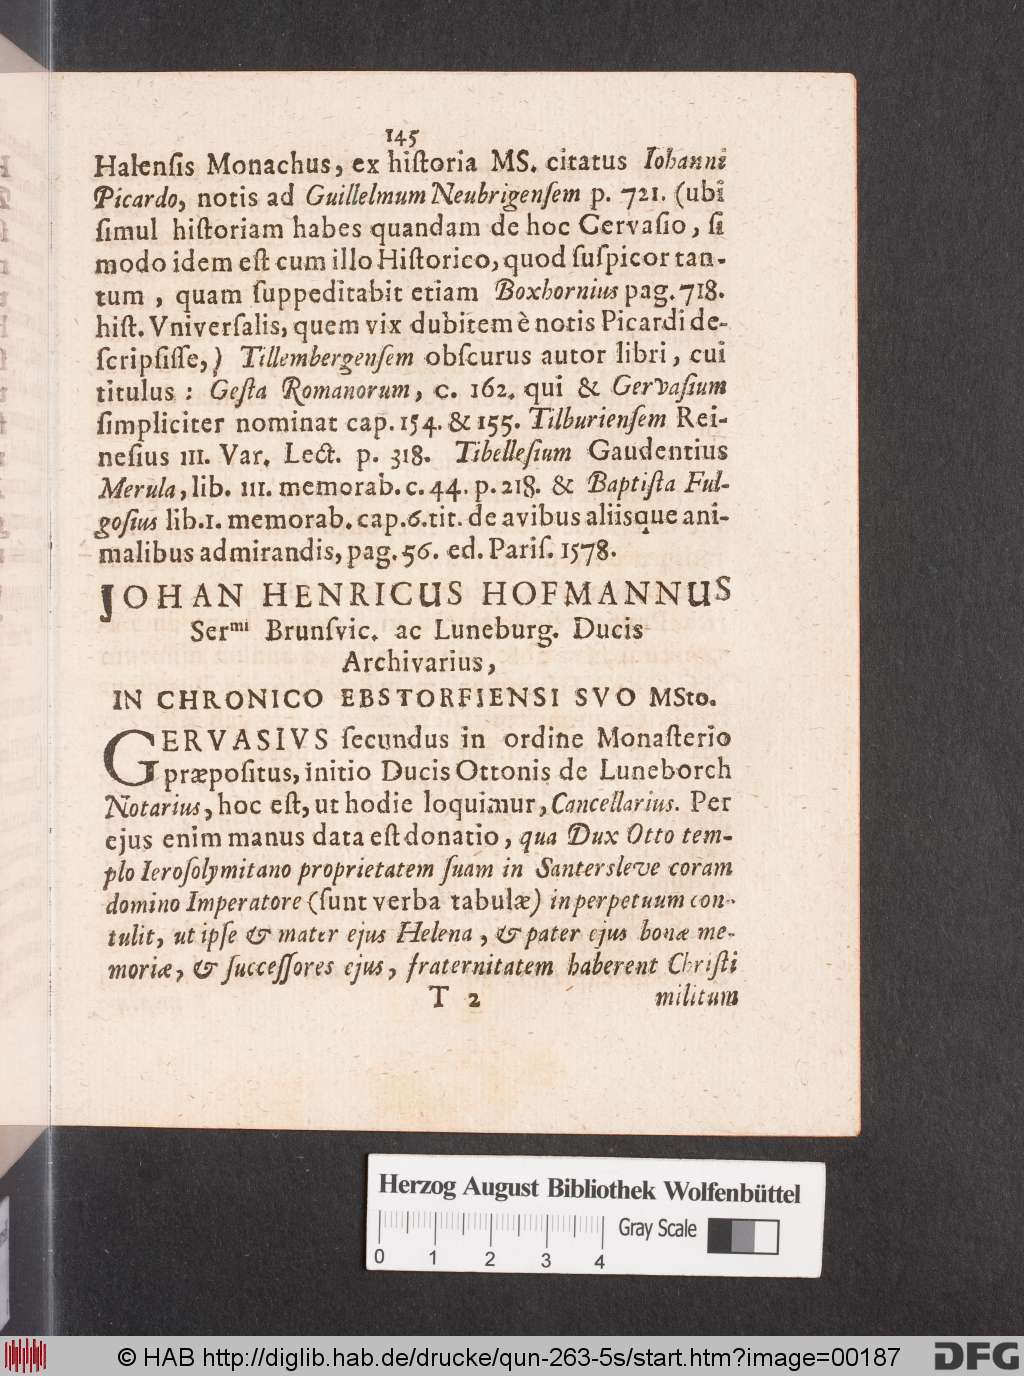 145
Halensis Monachus, ex historia MS. citatus Iohanni
Picardo, notis ad Guillelmum Neubrigensem p. 721. (ubi
simul historiam habes quandam de hoc Gervasio, si
modo idem est cum illo Historico, quod suspicor tan-
tum, quam suppeditabit etiam Boxhornius pag. 718.
hist. Vniversalis, quem vix dubitem è notis Picardi de-
scripsisse,) Tillembergensem obscurus autor libri, cui
titulus: Gesta Romanorum, c. 162. qui & Gervasium
simpliciter nominat cap. 154. & 155. Tilburiensem Rei-
nesius III. Var. Lect. p. 318. Tibellesium Gaudentius
Merula, lib. III. memorab. c. 44. p. 218. & Baptista Ful-
gosius lib. 1. memorab. cap. 6. tit. de avibus aliisque ani-
malibus admirandis, pag. 56. ed. Paris. 1578.
JOHAN HENRICUS HOFMANNUS
Sermi Brunsvic. ac Luneburg. Ducis
Archivarius,
IN CHRONICO EBSTORFIENSI SVO MSto.
GERVASIVS secundus in ordine Monasterio
præpositus, initio Ducis Ottonis de Luneborch
Notarius, hoc est, ut hodie loquimur, Cancellarius. Per
ejus enim manus data est donatio, qua Dux Otto tem-
plo Ierosolymitano proprietatem suam in Santersleve coram
domino Imperatore (sunt verba tabulæ) in perpetuum con-
tulit, ut ipse & mater ejus Helena, & pater ejus bonæ me-
moriæ, & successores ejus, fraternitatem haberent Christi
T 2 militum
Herzog August Bibliothek Wolfenbüttel
Gray Scale
0 1 2 3 4
© HAB http://diglib.hab.de/drucke/qun-263-5s/start.htm?image=00187
DFG